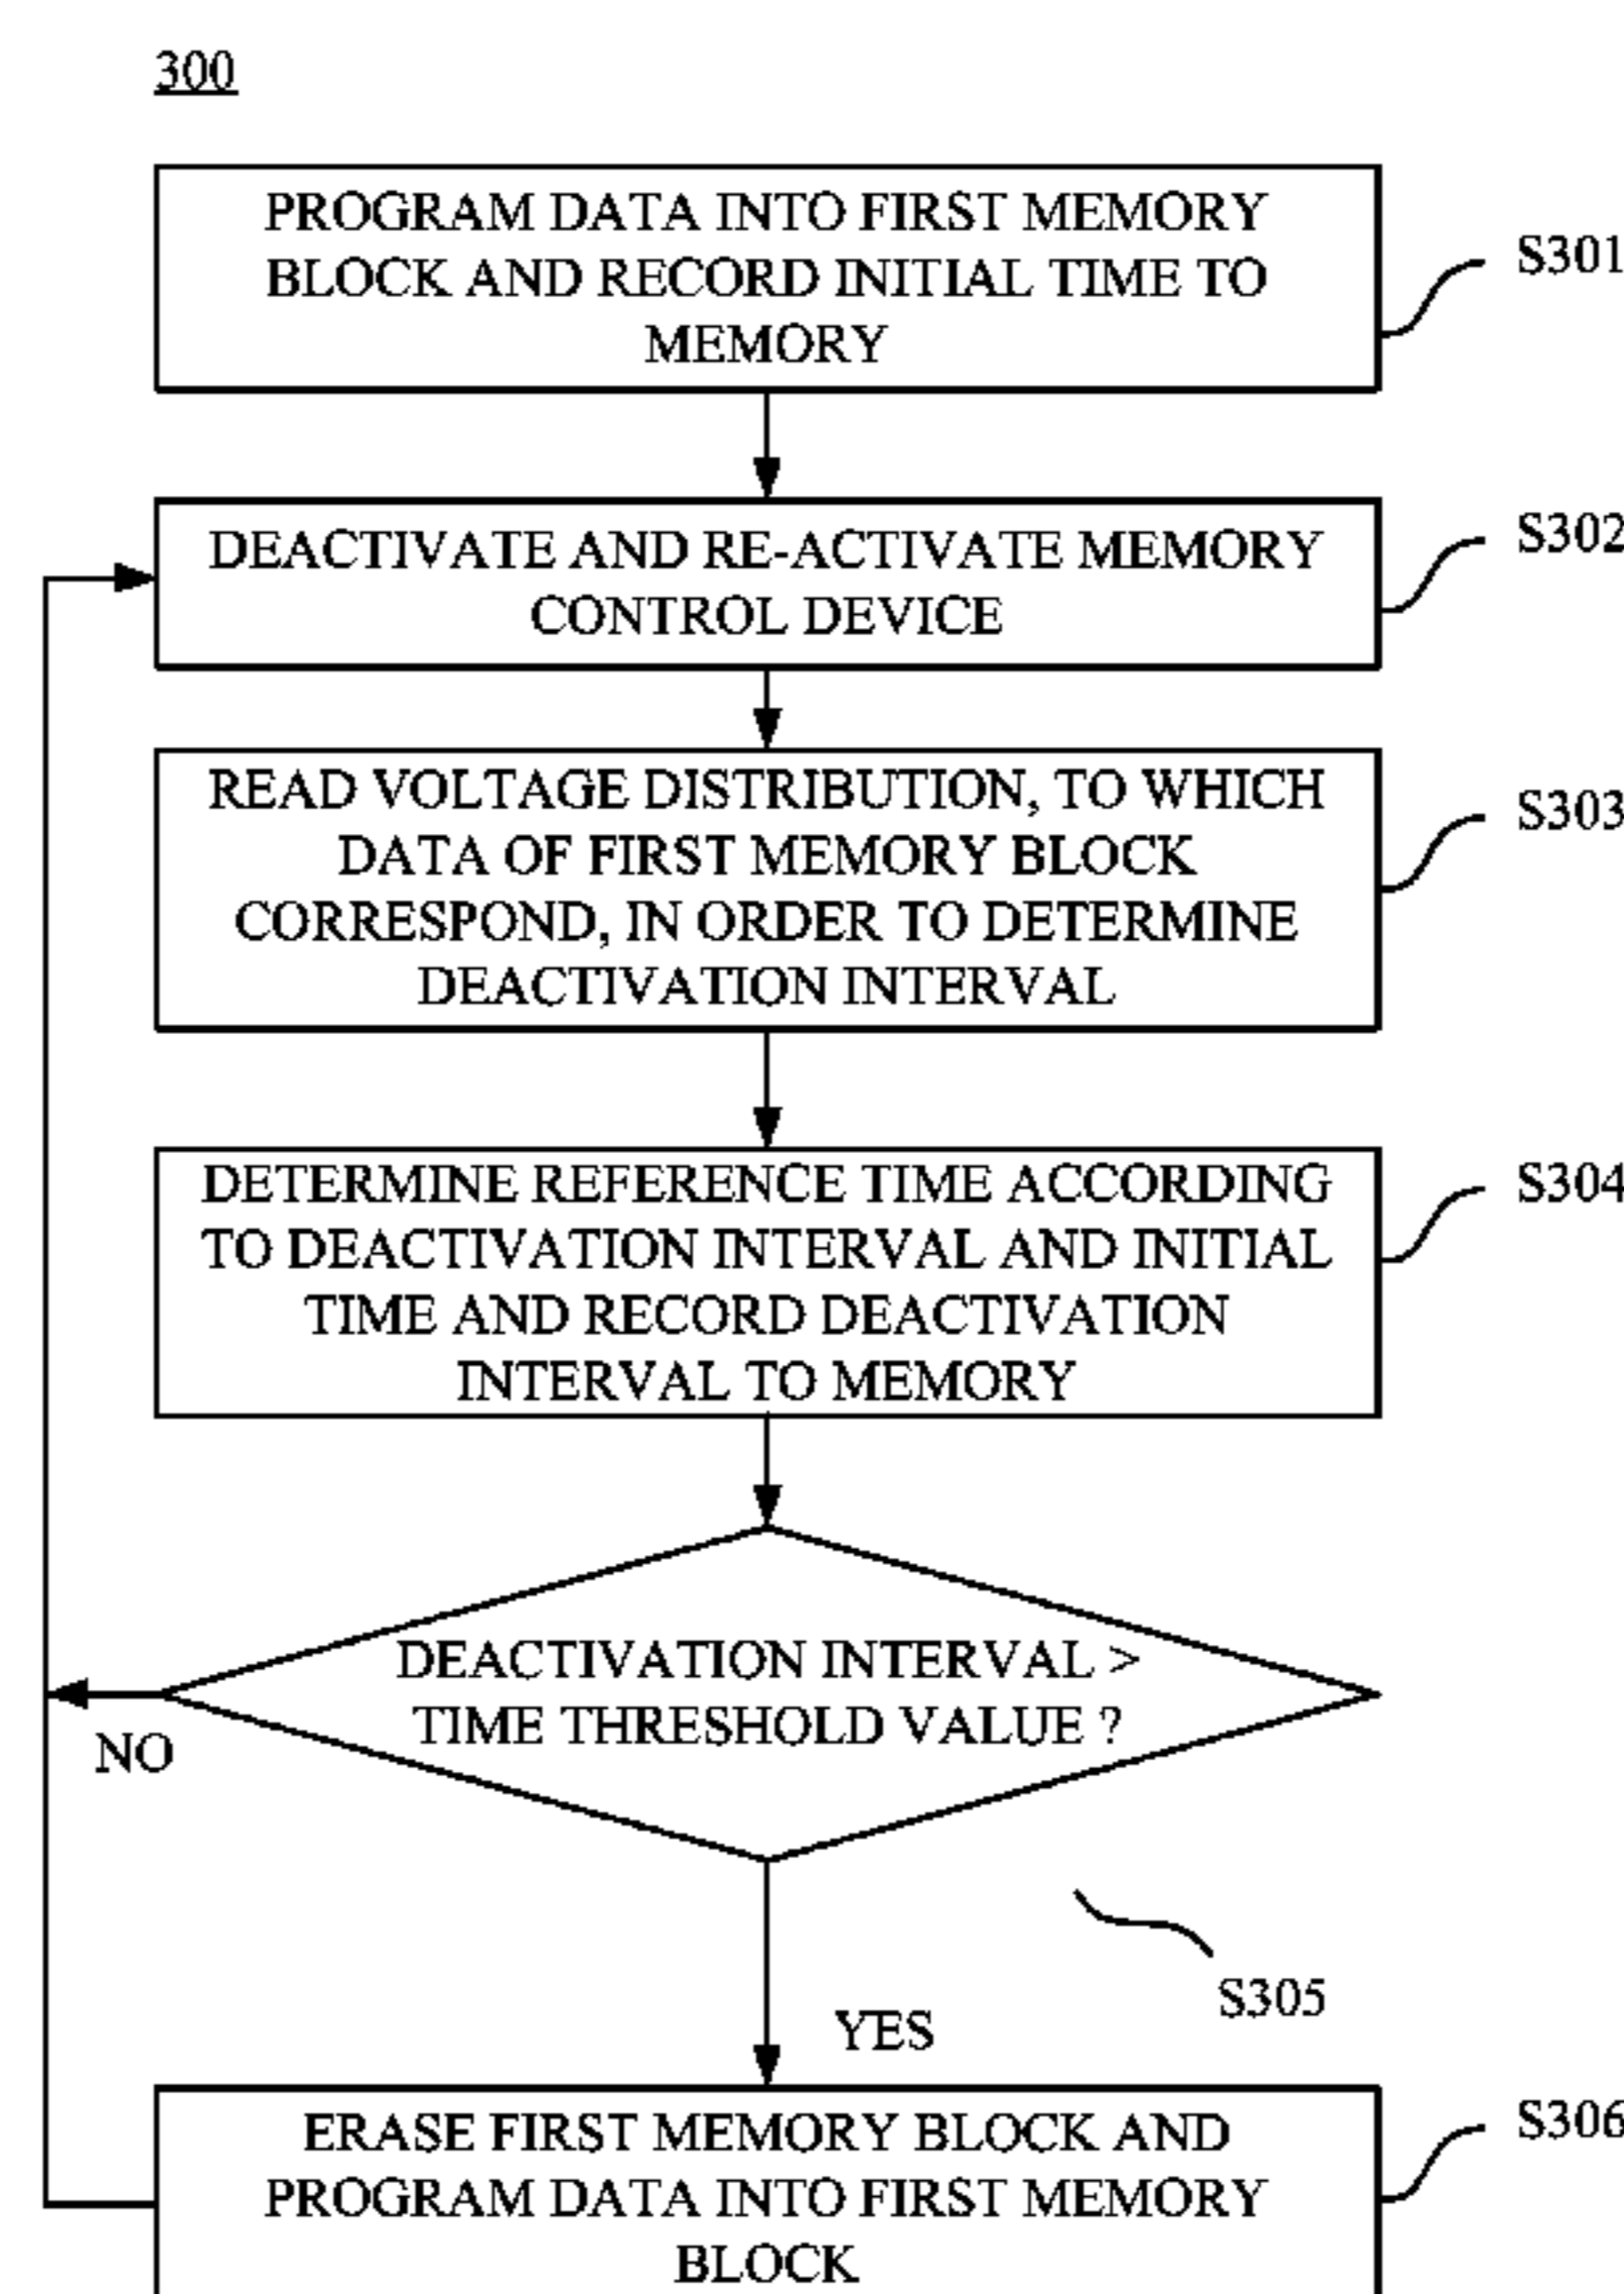 300
PROGRAM DATA INTO FIRST MEMORY
BLOCK AND RECORD INITIAL TIME TO
MEMORY
S301
DEACTIVATE AND RE-ACTIVATE MEMORY
CONTROL DEVICE
S302
READ VOLTAGE DISTRIBUTION, TO WHICH
DATA OF FIRST MEMORY BLOCK
CORRESPOND, IN ORDER TO DETERMINE
DEACTIVATION INTERVAL
S303
DETERMINE REFERENCE TIME ACCORDING
TO DEACTIVATION INTERVAL AND INITIAL
TIME AND RECORD DEACTIVATION
INTERVAL TO MEMORY
S304
DEACTIVATION INTERVAL >
TIME THRESHOLD VALUE ?
NO
S305
YES
ERASE FIRST MEMORY BLOCK AND
PROGRAM DATA INTO FIRST MEMORY
BLOCK
S306